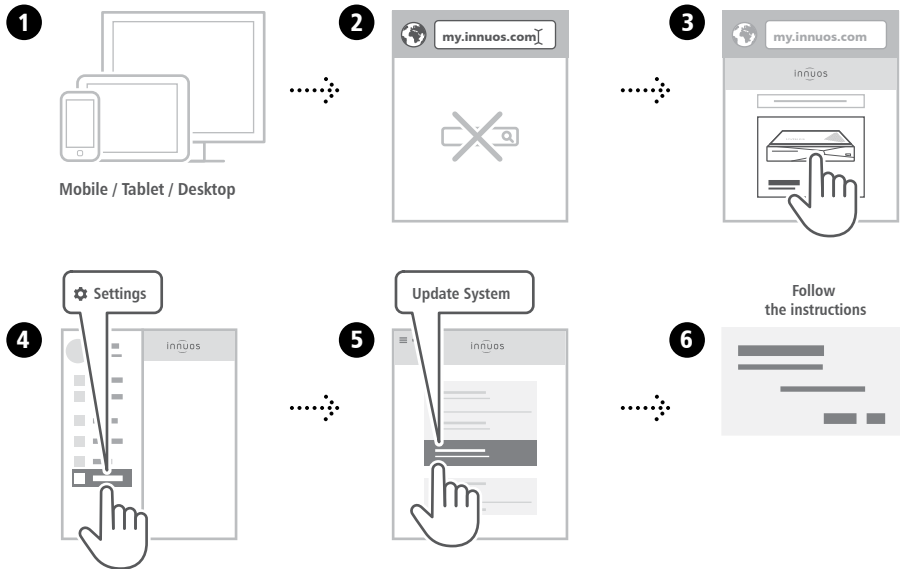 1
2
my.innuos.com
3
my.innuos.com
innuos
Mobile / Tablet / Desktop
4
Settings
innuos
5
Update System
innuos
6
Follow
the instructions